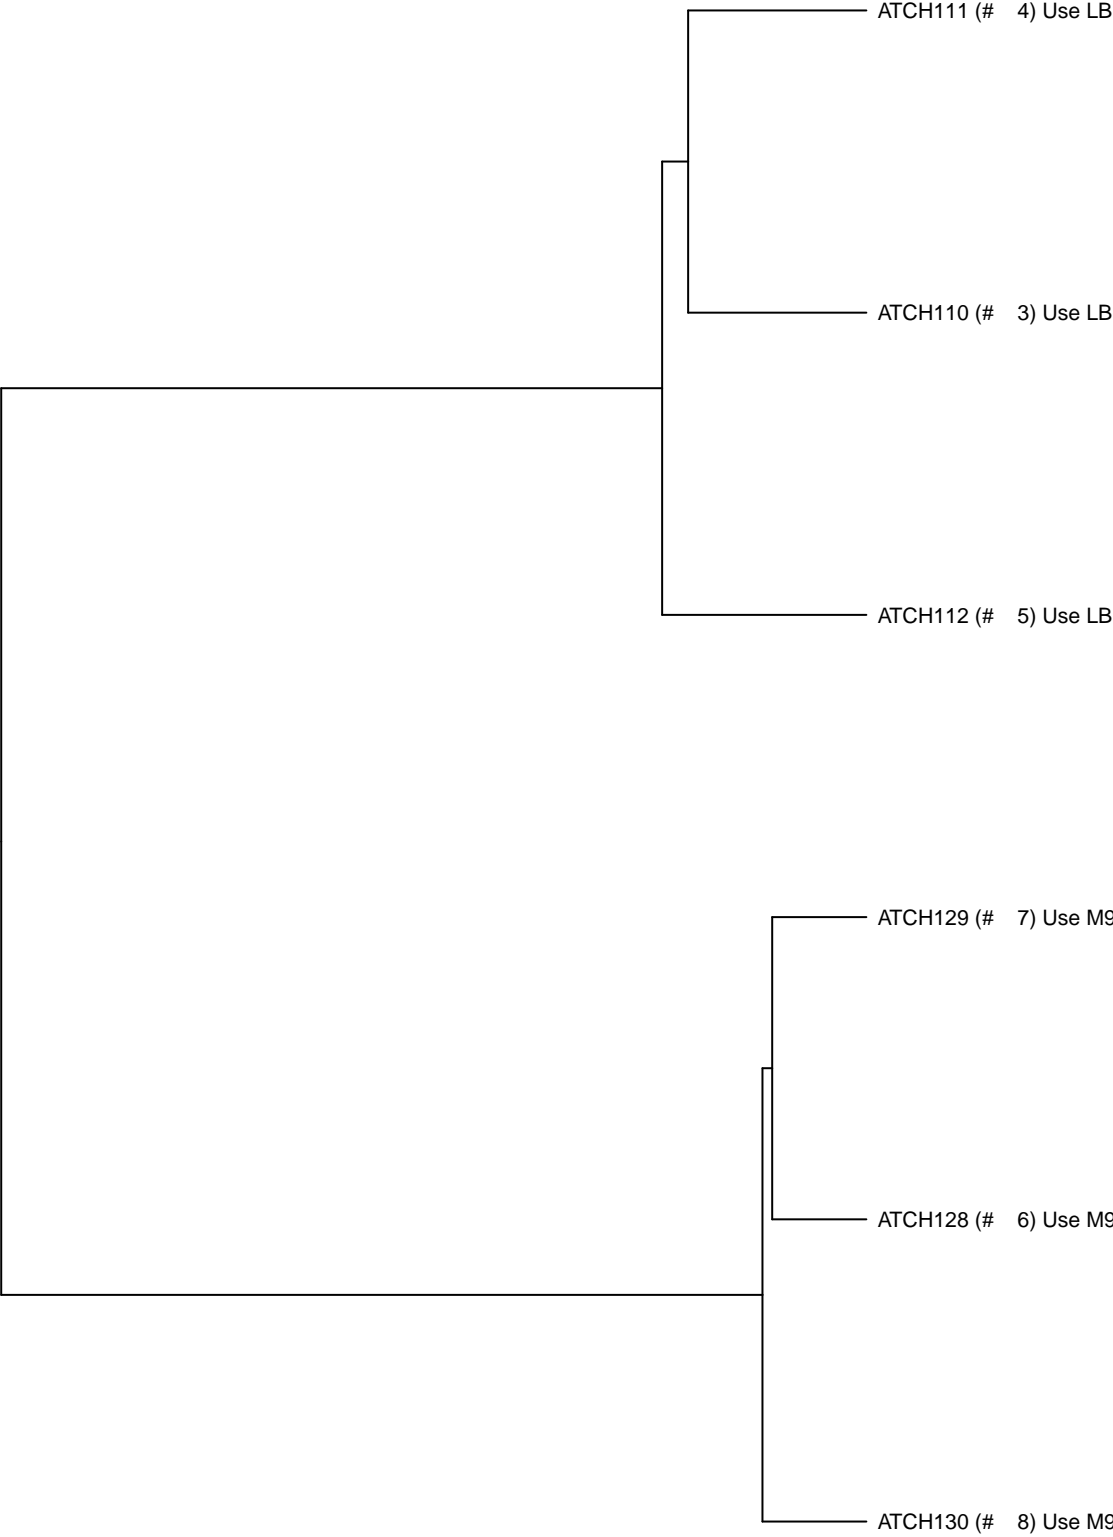 ATCH111 (# 4) Use LB
ATCH110 (# 3) Use LB
ATCH112 (# 5) Use LB
ATCH129 (# 7) Use M9
ATCH128 (# 6) Use M9
ATCH130 (# 8) Use M9